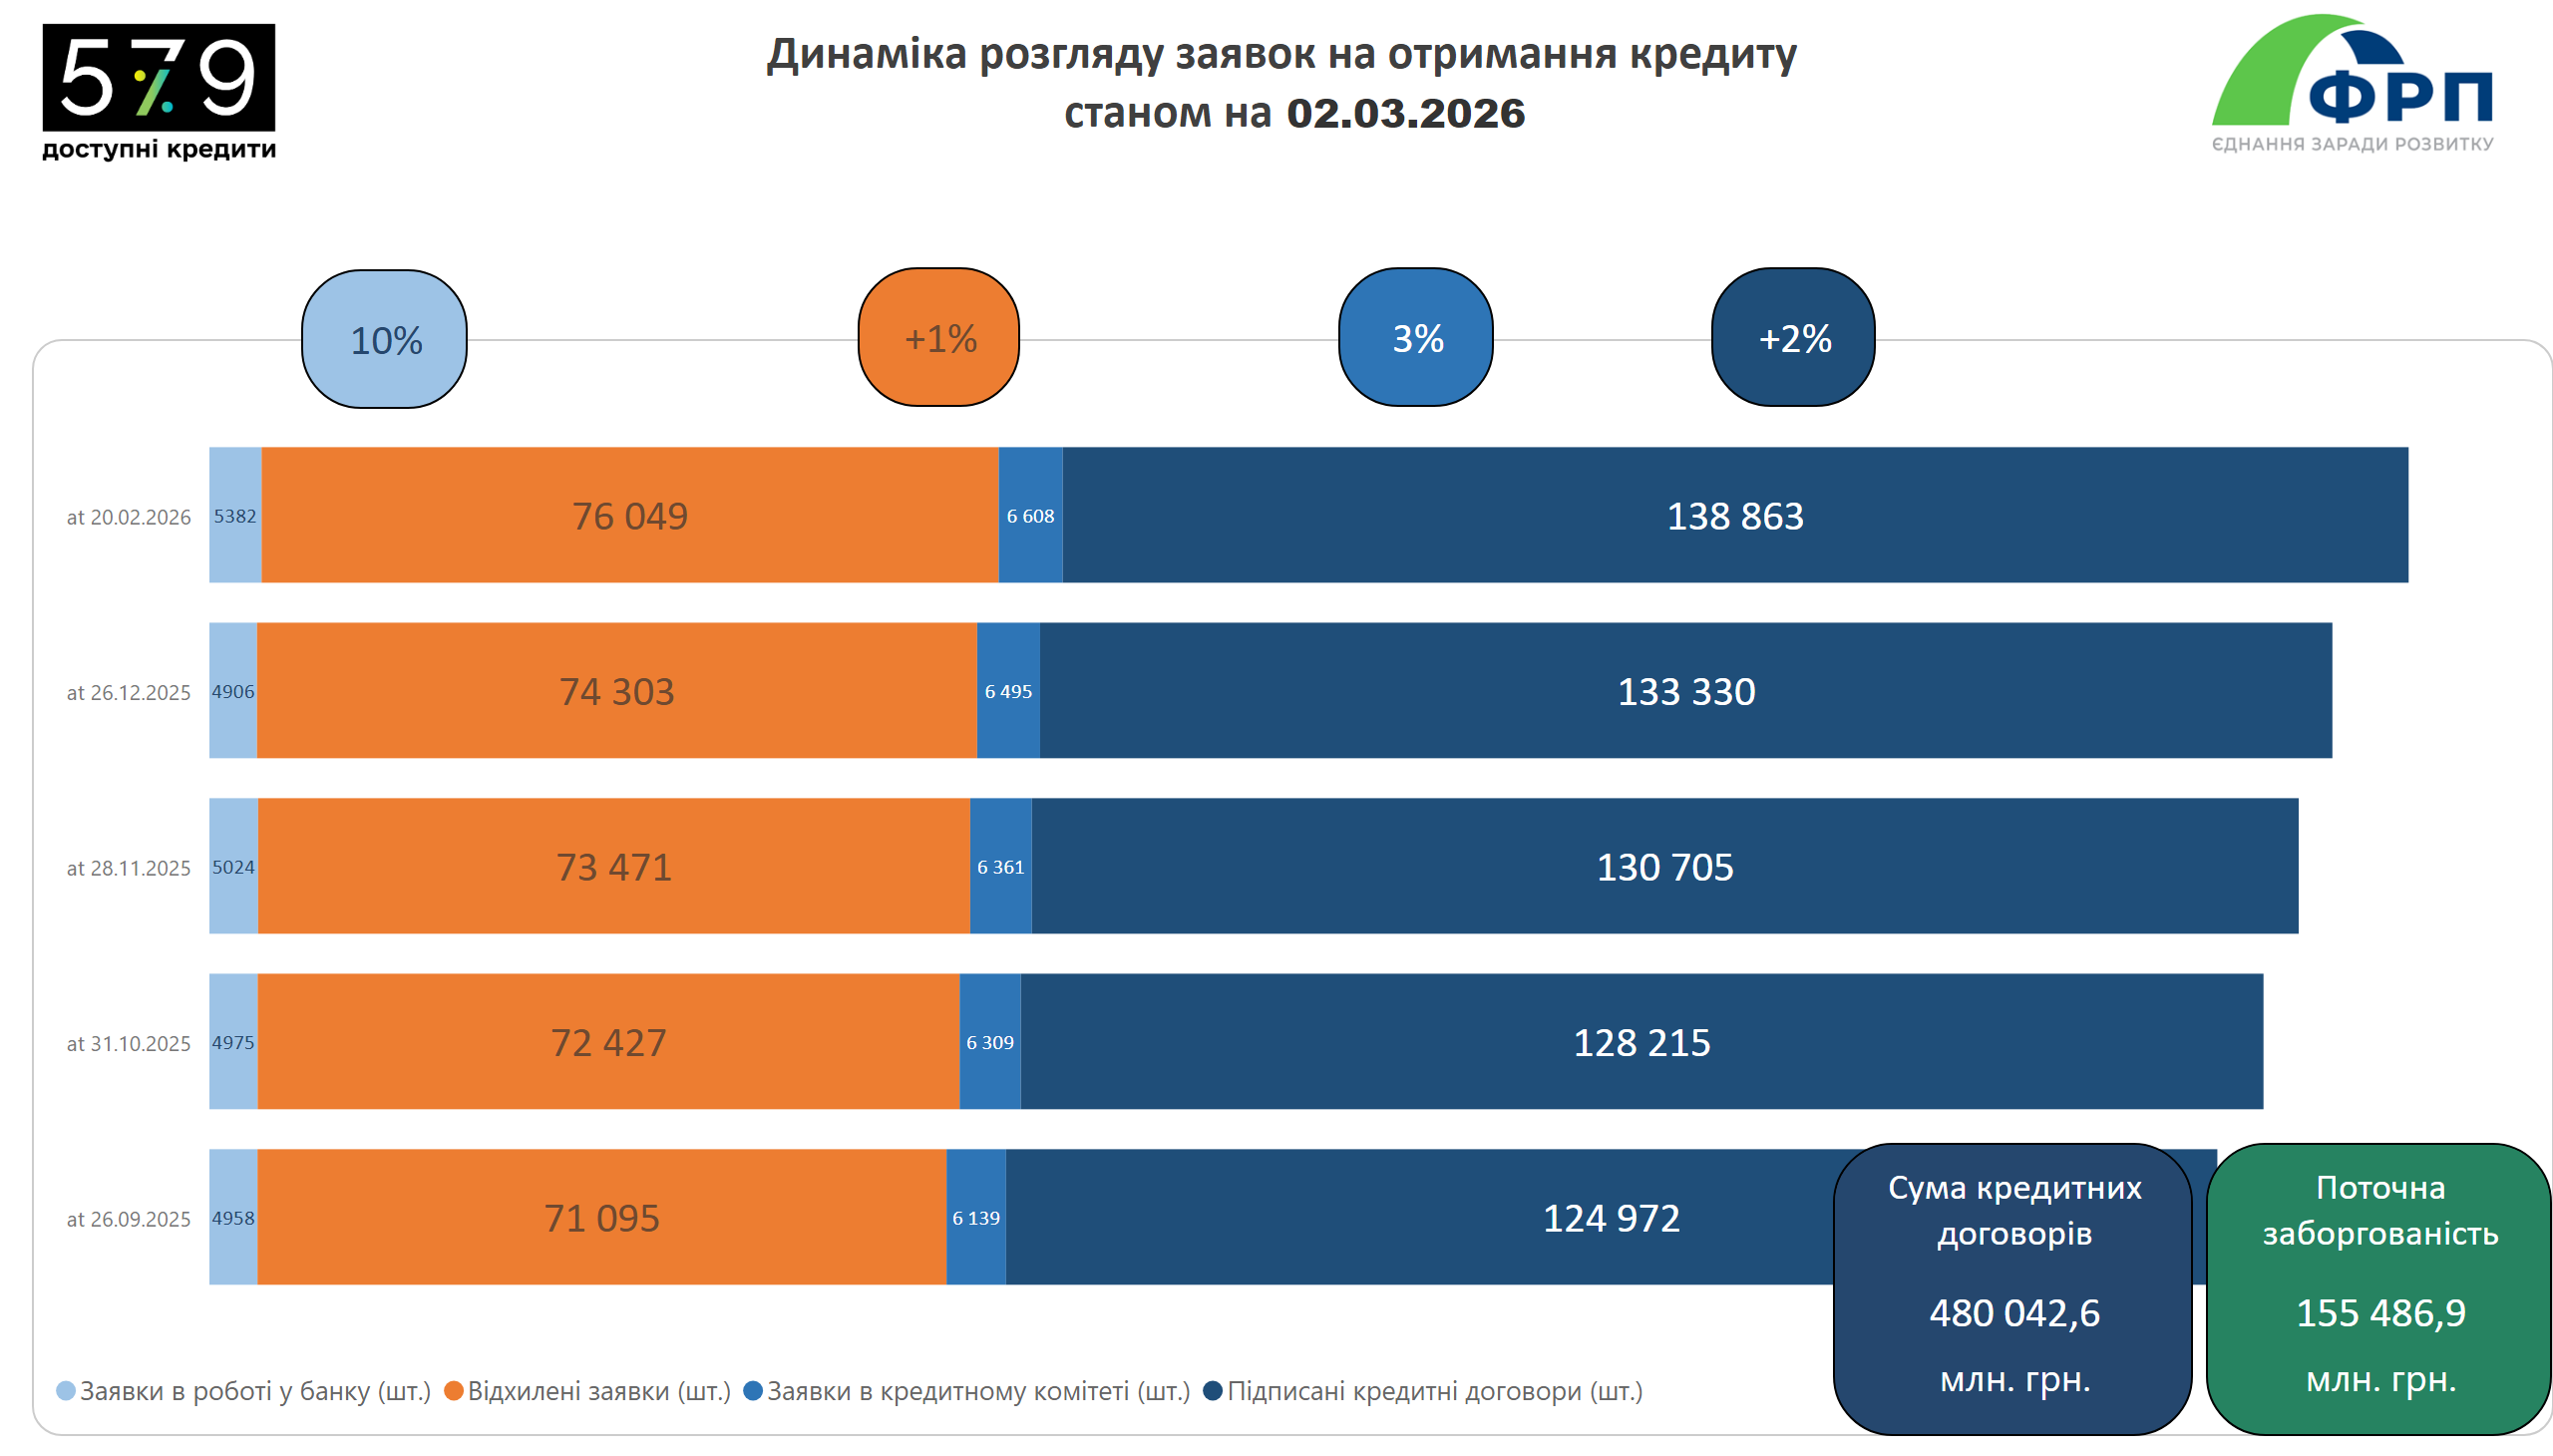 5%7%9
доступні кредити
Динаміка розгляду заявок на отримання кредиту
станом на 02.03.2026
ФРП
ЄДНАННЯ ЗАРАДИ РОЗВИТКУ
10%
+1%
3%
+2%
at 20.02.2026
5382
76 049
6 608
138 863
at 26.12.2025
4906
74 303
6 495
133 330
at 28.11.2025
5024
73 471
6 361
130 705
at 31.10.2025
4975
72 427
6 309
128 215
at 26.09.2025
4958
71 095
6 139
124 972
Сума кредитних
договорів
480 042,6
млн. грн.
Поточна
заборгованість
155 486,9
млн. грн.
Заявки в роботі у банку (шт.)
Відхилені заявки (шт.)
Заявки в кредитному комітеті (шт.)
Підписані кредитні договори (шт.)